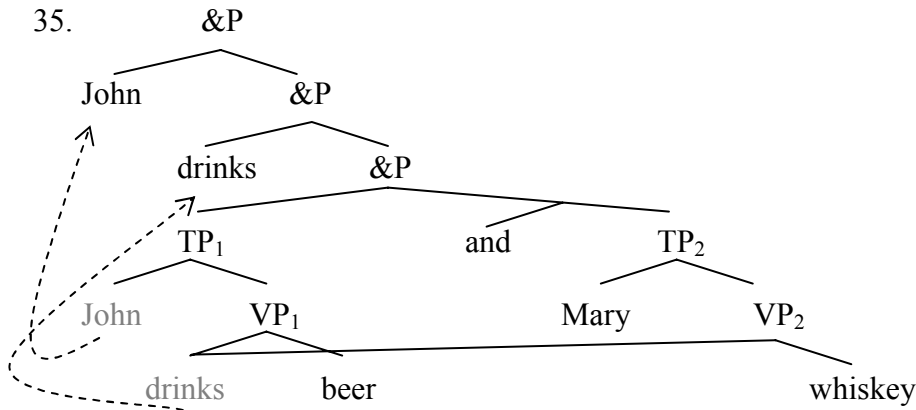 35. &P
John &P
drinks &P
TP₁ and TP₂
John VP₁ Mary VP₂
drinks beer whiskey